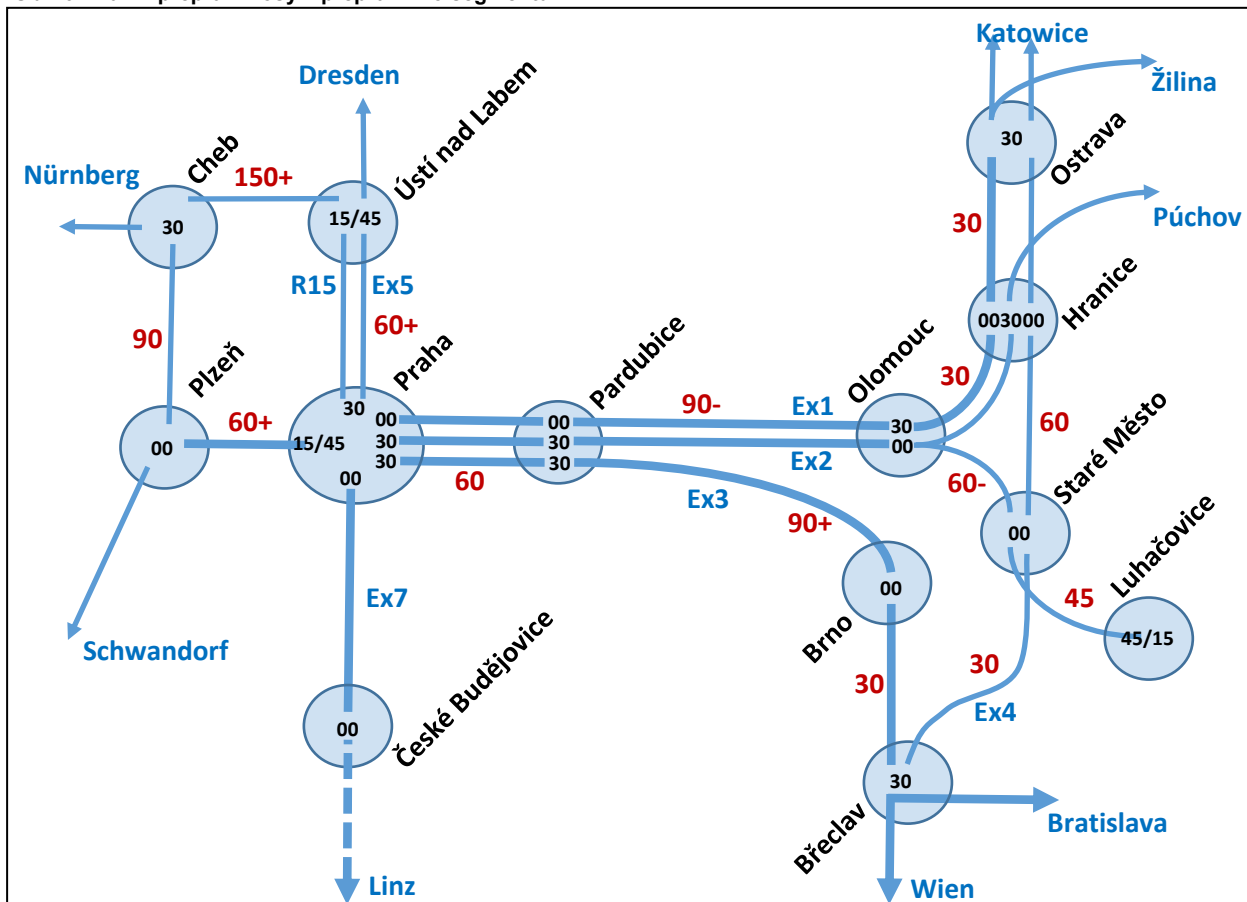 Katowice
Dresden
Žilina
Ústí nad Labem
Cheb
30
Ostrava
Nürnberg
150+
30
15/45
Púchov
30
R15
Ex5
Hranice
003000
90
60+
Plzeň
Praha
Pardubice
Olomouc
30
60+
30
00
00
90-
Ex1
30
60
00
15/45
30
30
Ex2
00
Staré Město
30
30
60-
00
60
Ex3
90+
00
Luhačovice
00
45
Ex7
Brno
45/15
Schwandorf
30
30
České Budějovice
Ex4
00
30
Břeclav
Bratislava
Linz
Wien